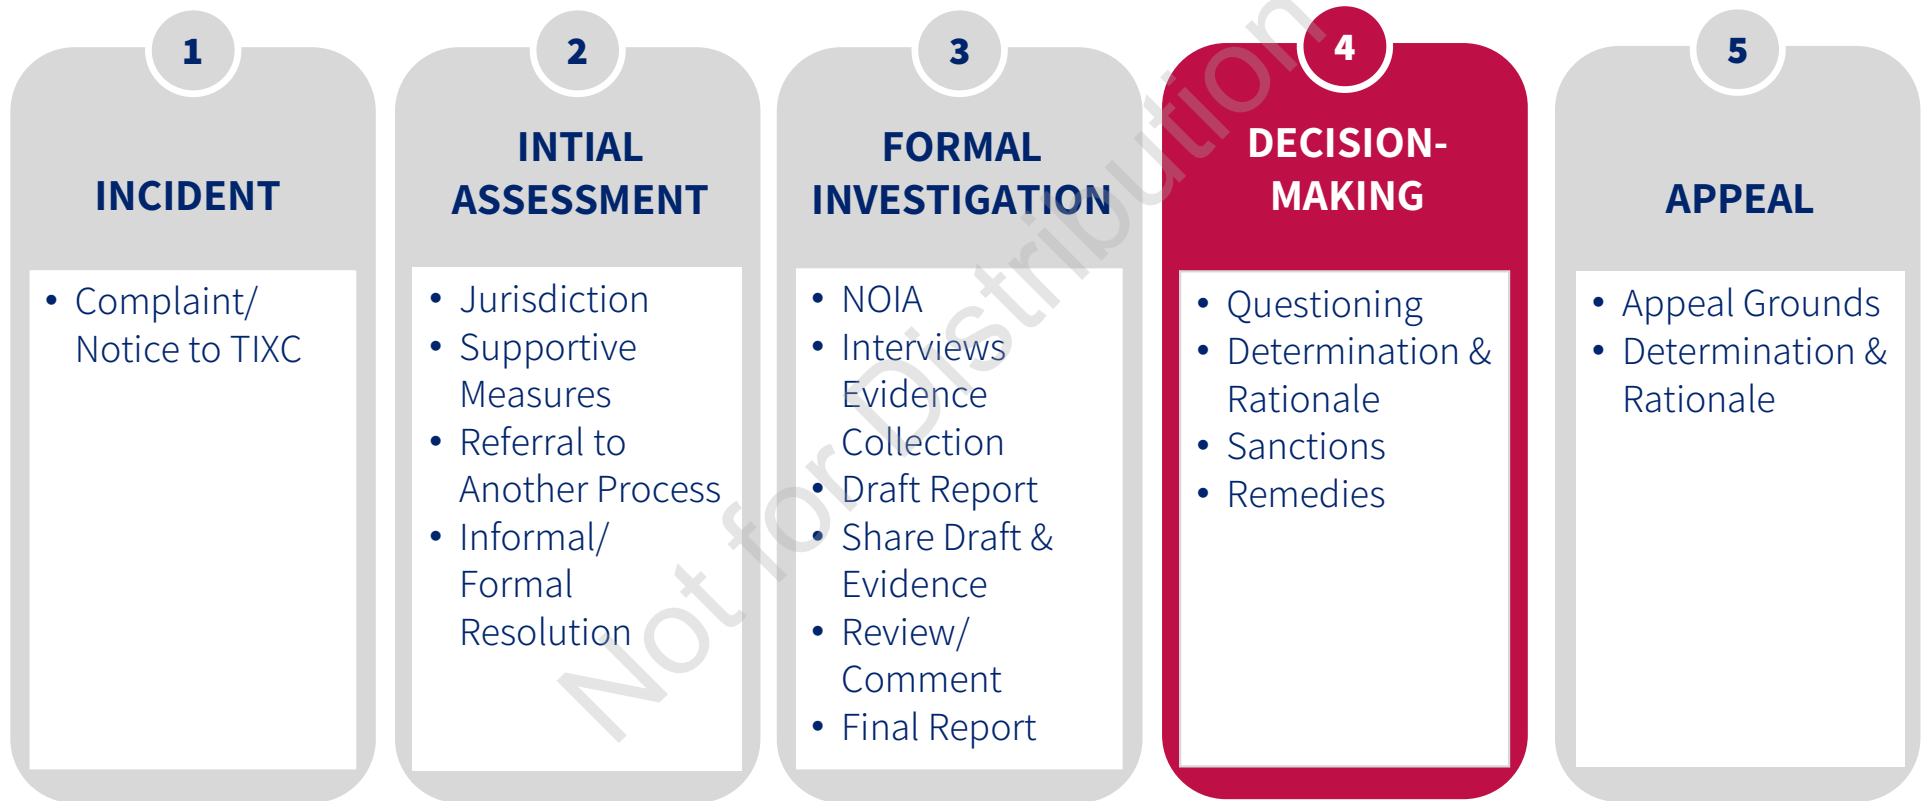 1
INCIDENT
• Complaint/
Notice to TIXC
2
INTIAL
ASSESSMENT
• Jurisdiction
• Supportive
Measures
• Referral to
Another Process
• Informal/
Formal
Resolution
3
FORMAL
INVESTIGATION
• NOIA
• Interviews
Evidence
Collection
• Draft Report
• Share Draft &
Evidence
• Review/
Comment
• Final Report
4
DECISION-
MAKING
• Questioning
• Determination &
Rationale
• Sanctions
• Remedies
5
APPEAL
• Appeal Grounds
• Determination &
Rationale
Not for Distribution